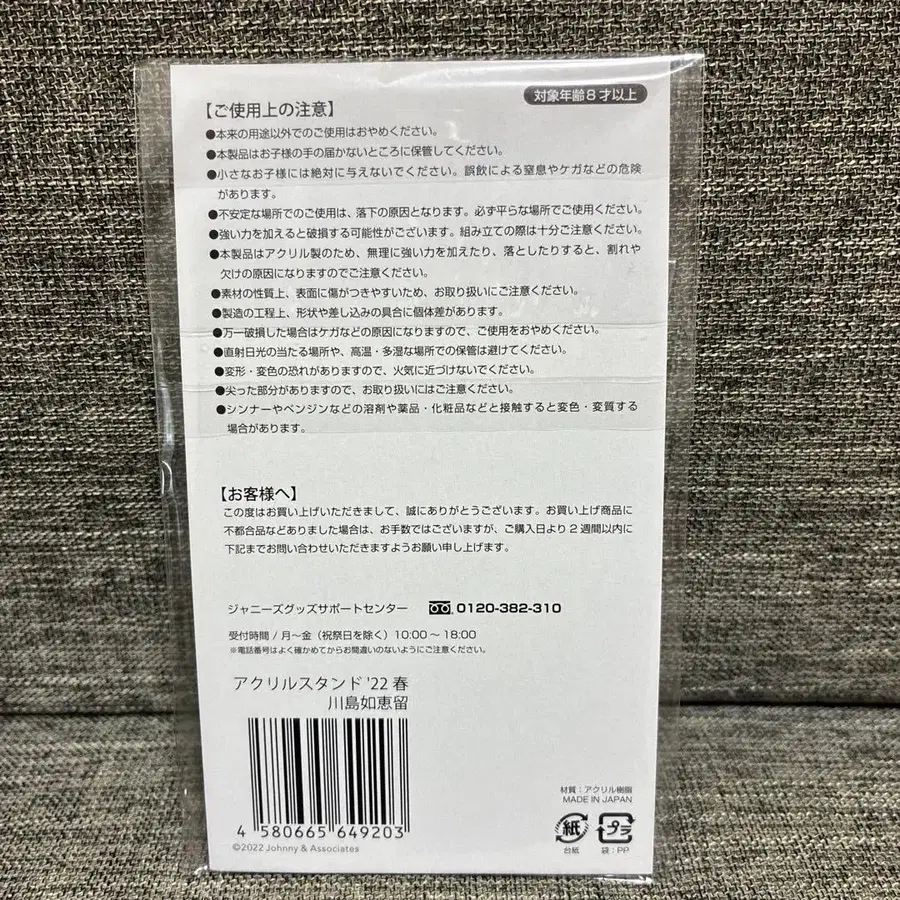 対象年齢8才以上
【ご使用上の注意】
●本来の用途以外でのご使用はおやめください。
●本製品はお子様の手の届かないところに保管してください。
●小さなお子様には絶対に与えないでください。誤飲による窒息やケガなどの危険
があります。
●不安定な場所でのご使用は、落下の原因となります。必ず平らな場所でご使用ください。
●強い力を加えると破損する可能性がございます。組み立ての際は十分ご注意ください。
●本製品はアクリル製のため、無理に強い力を加えたり、落としたりすると、割れや
欠けの原因になりますのでご注意ください。
●素材の性質上、表面に傷がつきやすいため、お取り扱いにご注意ください。
●製造の工程上、形状や差し込みの具合に個体差があります。
●万一破損した場合はケガなどの原因になりますので、ご使用をおやめください。
●直射日光の当たる場所や、高温・多湿な場所での保管は避けてください。
●変形・変色の恐れがありますので、火気に近づけないでください。
●尖った部分がありますので、お取り扱いにはご注意ください。
●シンナーやベンジンなどの溶剤や薬品・化粧品などと接触すると変色・変質する
場合があります。
【お客様へ】
この度はお買い上げいただきまして、誠にありがとうございます。お買い上げ商品に
不都合品などありました場合は、お手数ではございますが、ご購入日より2週間以内に
下記までお問い合わせいただきますようお願い申し上げます。
ジャニーズグッズサポートセンター 0120-382-310
受付時間 / 月〜金（祝祭日を除く）10:00〜18:00
※電話番号はよく確かめてからお間違いのないようにご注意ください。
アクリルスタンド '22 春
川島如恵留
4 580665 649203
©2022 Johnny & Associates
材質：アクリル樹脂
MADE IN JAPAN
紙 プラ
台紙 袋：PP